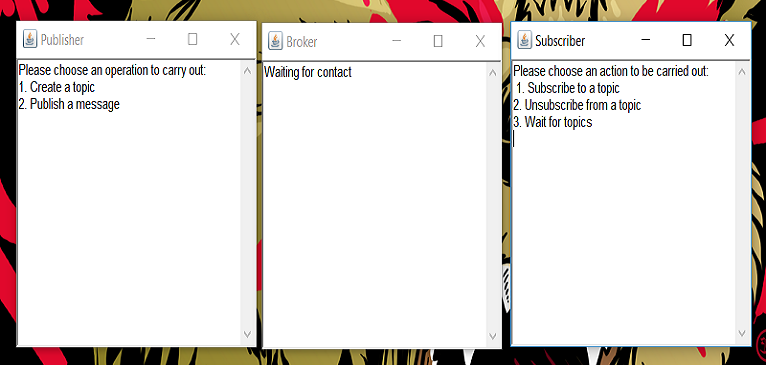 Publisher
Please choose an operation to carry out:
1. Create a topic
2. Publish a message
Broker
Waiting for contact
Subscriber
Please choose an action to be carried out:
1. Subscribe to a topic
2. Unsubscribe from a topic
3. Wait for topics